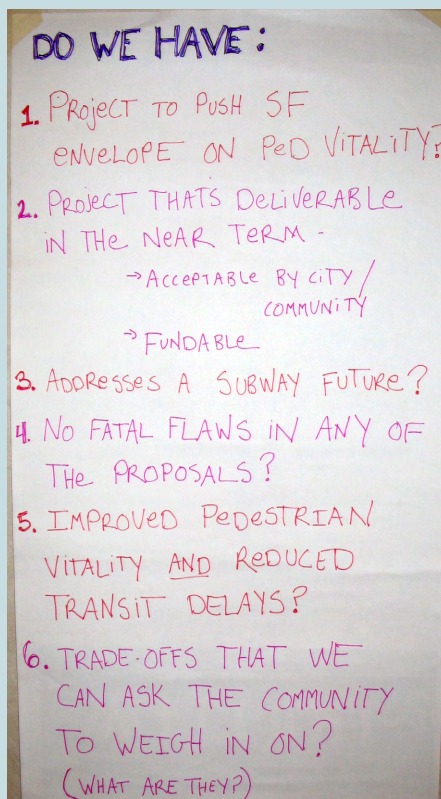 DO WE HAVE:
1. PROJECT TO PUSH SF
ENVELOPE ON PED VITALITY?
2. PROJECT THATS DELIVERABLE
IN THE NEAR TERM -
→ ACCEPTABLE BY CITY/
COMMUNITY
→ FUNDABLE
3. ADDRESSES A SUBWAY FUTURE?
4. NO FATAL FLAWS IN ANY OF
THE PROPOSALS?
5. IMPROVED PEDESTRIAN
VITALITY AND REDUCED
TRANSIT DELAYS?
6. TRADE-OFFS THAT WE
CAN ASK THE COMMUNITY
TO WEIGH IN ON?
(WHAT ARE THEY?)